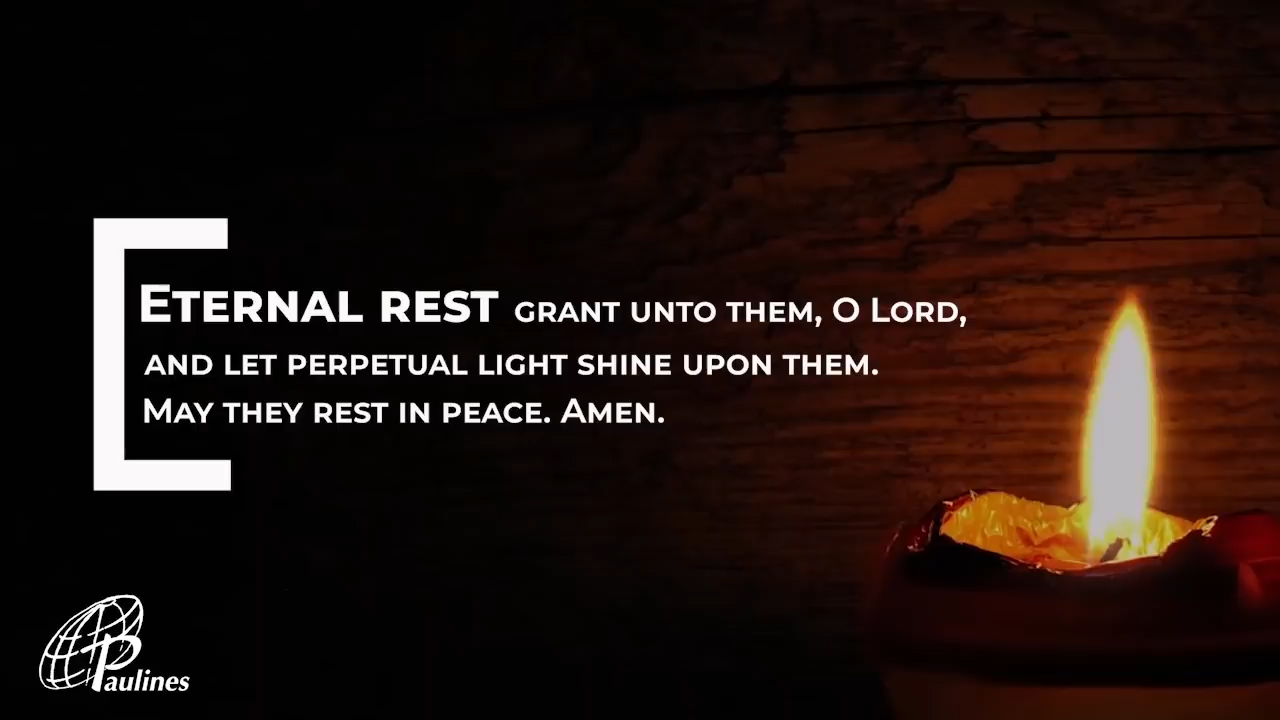 Eternal rest grant unto them, O Lord,
and let perpetual light shine upon them.
May they rest in peace. Amen.
Paulines